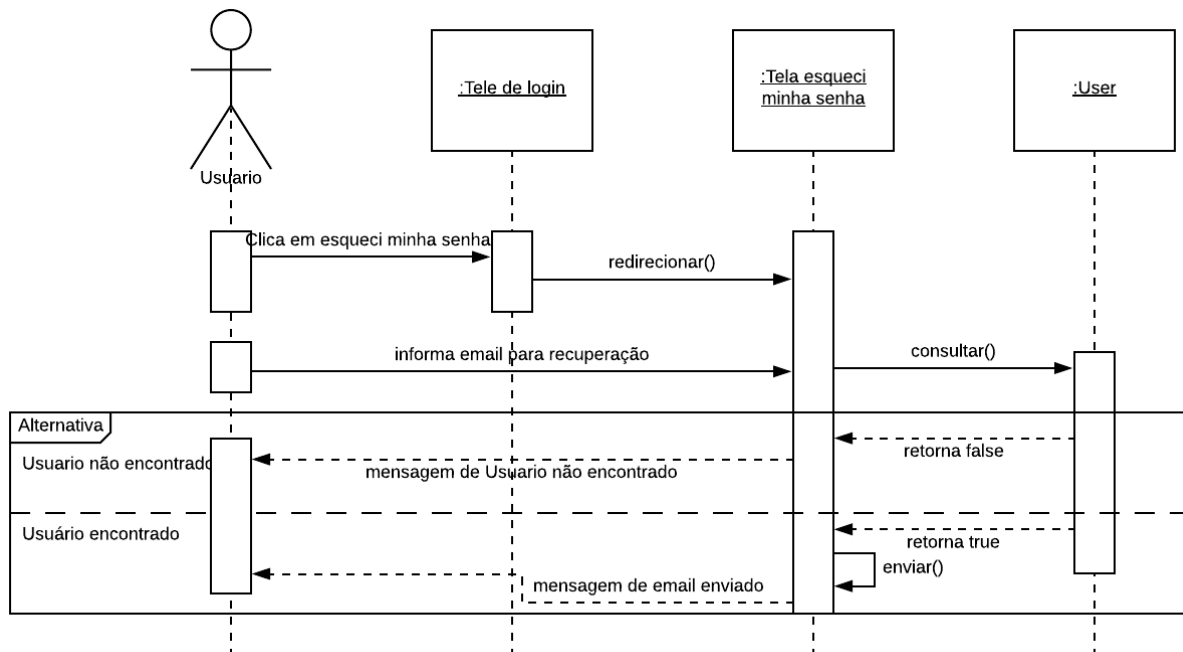 :Tele de login
:Tela esqueci
minha senha
:User
Usuario
Clica em esqueci minha senha
redirecionar()
informa email para recuperação
consultar()
Alternativa
retorna false
Usuario não encontrado
mensagem de Usuario não encontrado
Usuário encontrado
retorna true
enviar()
mensagem de email enviado